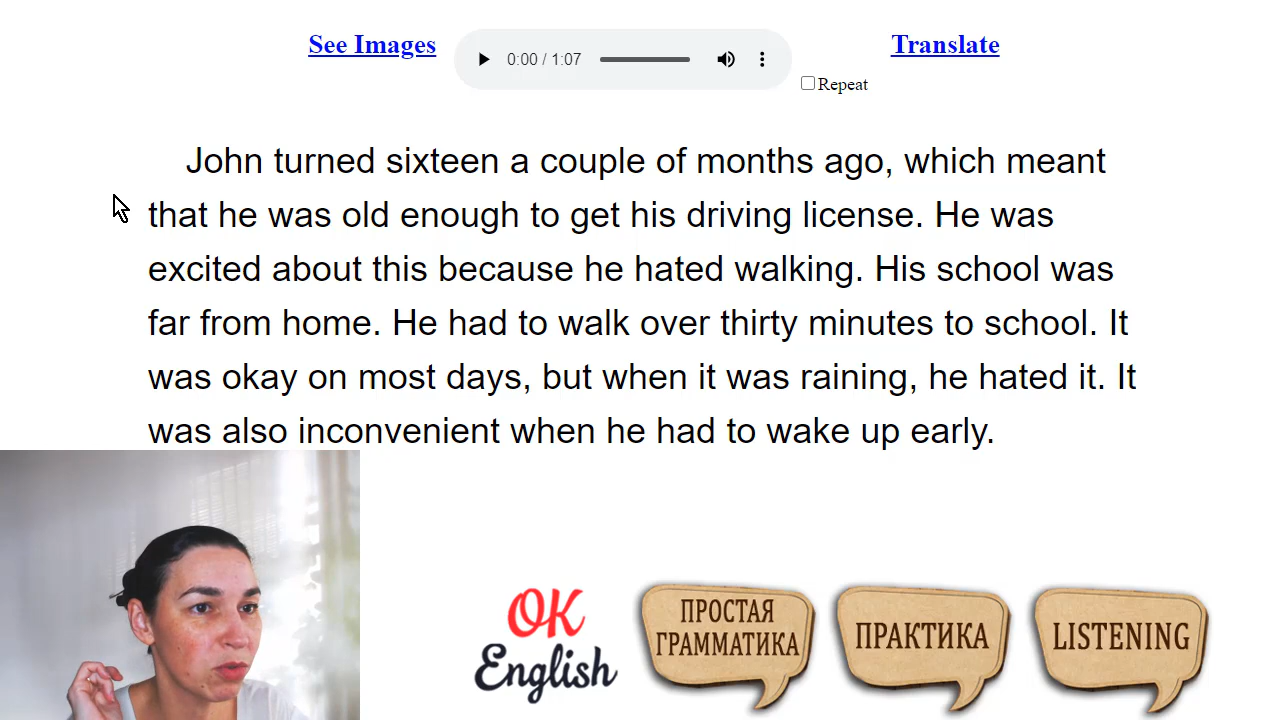 See Images
0:00 / 1:07
Translate
Repeat
John turned sixteen a couple of months ago, which meant
that he was old enough to get his driving license. He was
excited about this because he hated walking. His school was
far from home. He had to walk over thirty minutes to school. It
was okay on most days, but when it was raining, he hated it. It
was also inconvenient when he had to wake up early.
OK
English
ПРОСТАЯ
ГРАММАТИКА
ПРАКТИКА
LISTENING